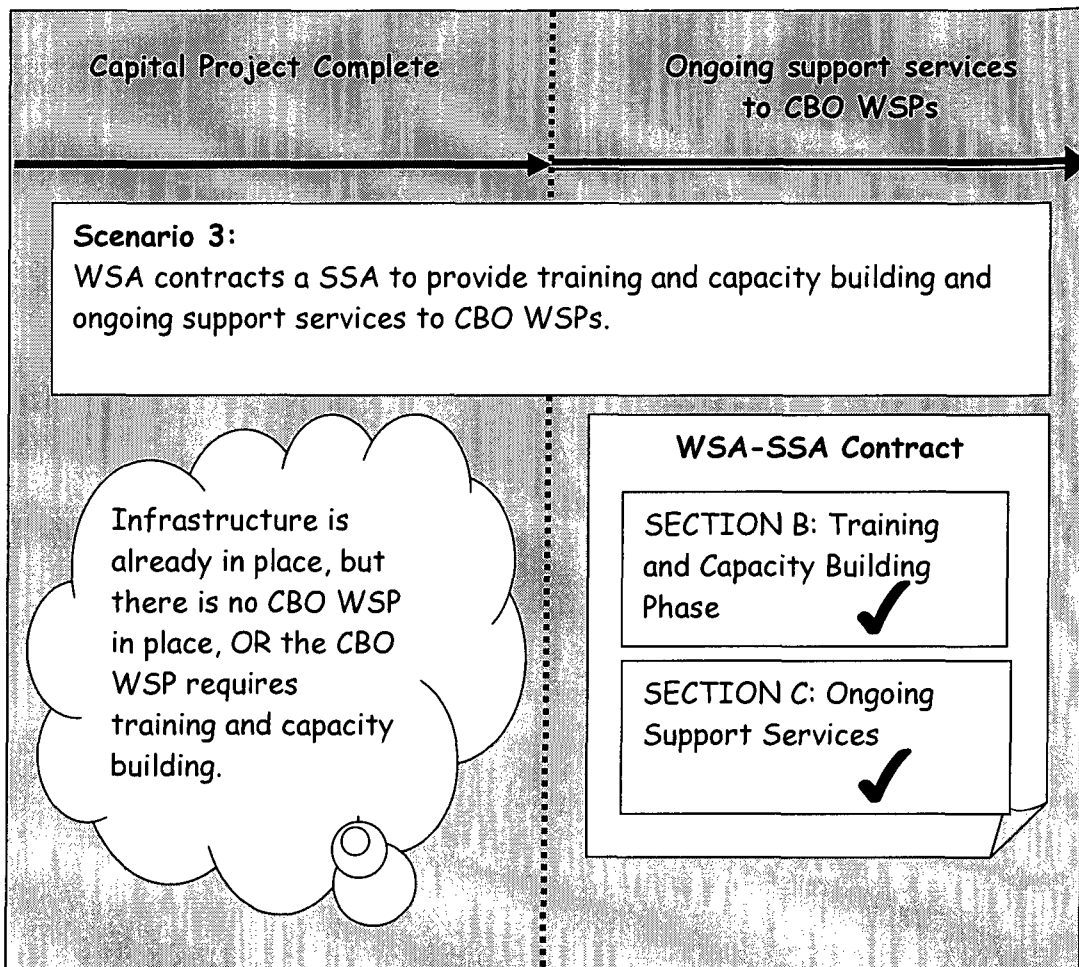 Capital Project Complete
Ongoing support services
to CBO WSPs
Scenario 3:
WSA contracts a SSA to provide training and capacity building and
ongoing support services to CBO WSPs.
Infrastructure is
already in place, but
there is no CBO WSP
in place, OR the CBO
WSP requires
training and capacity
building.
WSA-SSA Contract
SECTION B: Training
and Capacity Building
Phase
SECTION C: Ongoing
Support Services